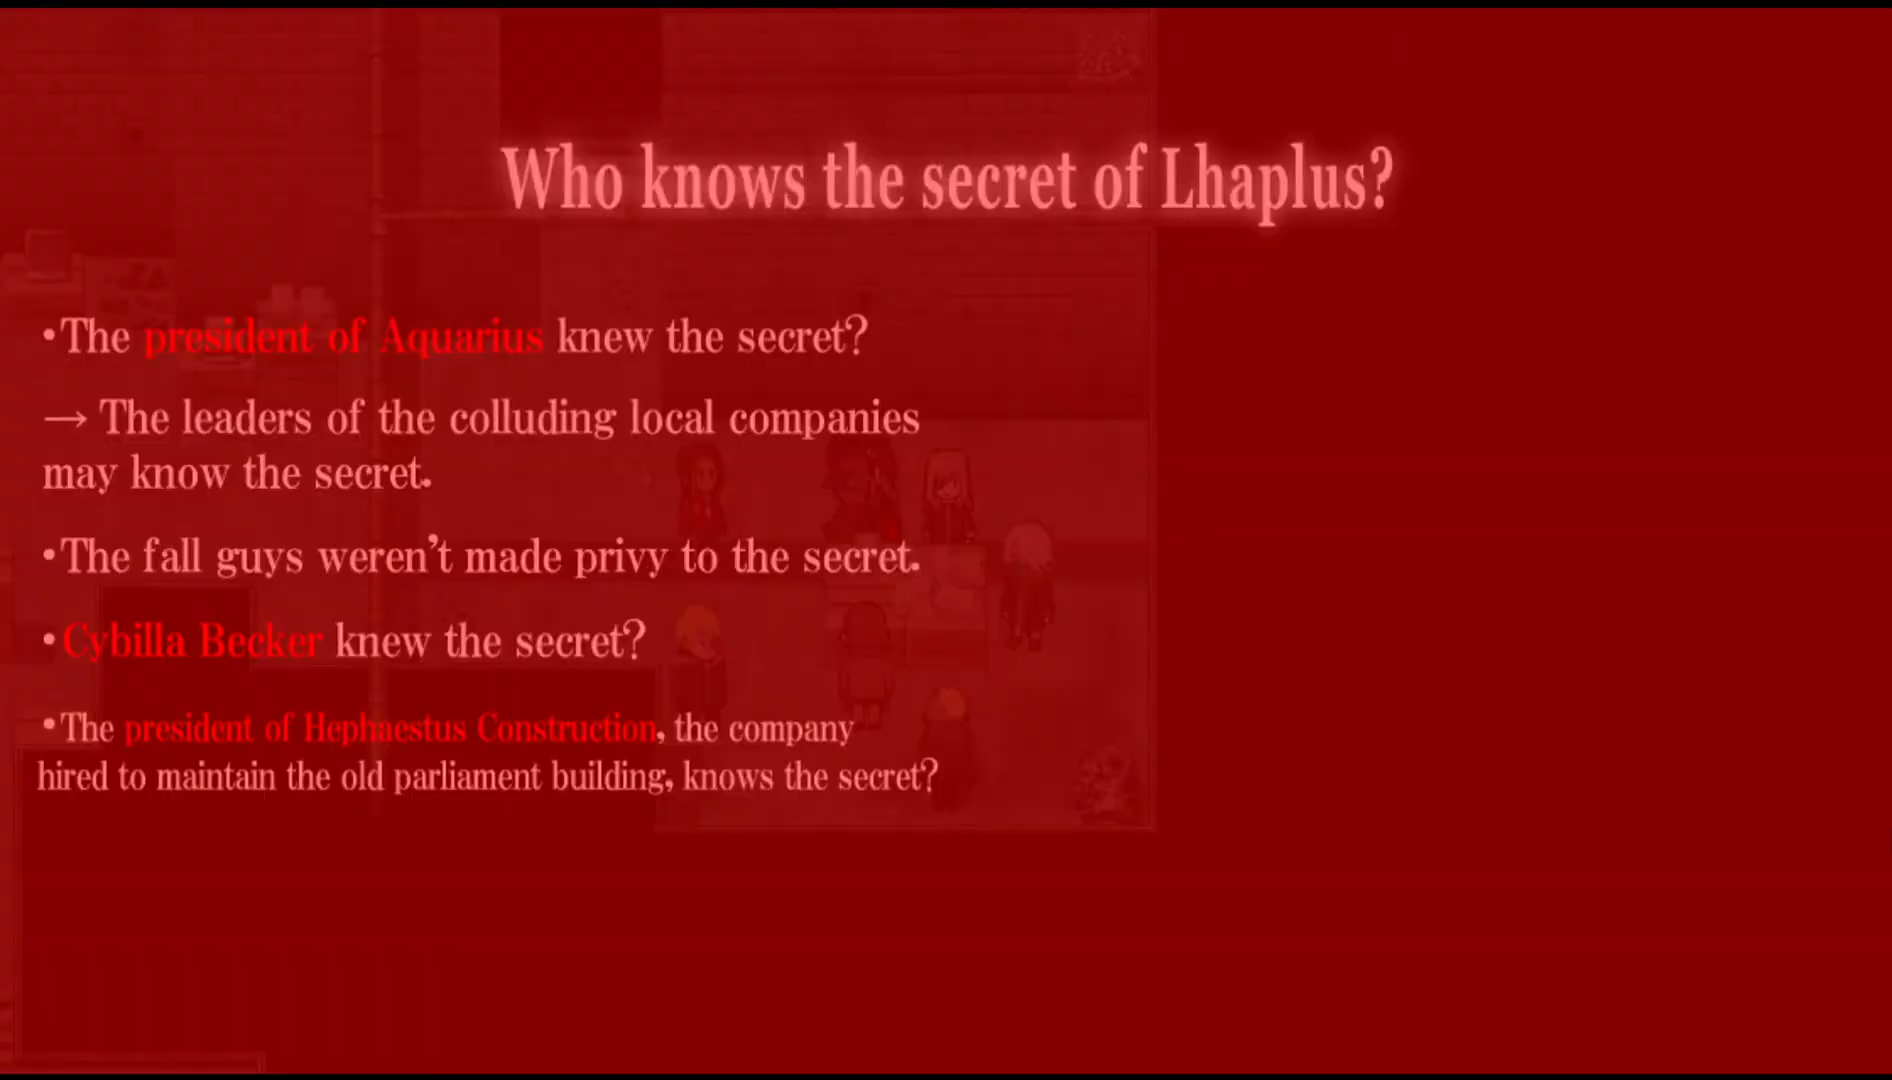 Who knows the secret of Lhaplus?
•The president of Aquarius knew the secret?
→ The leaders of the colluding local companies
may know the secret.
•The fall guys weren't made privy to the secret.
•Cybilla Becker knew the secret?
•The president of Hephaestus Construction, the company
hired to maintain the old parliament building, knows the secret?